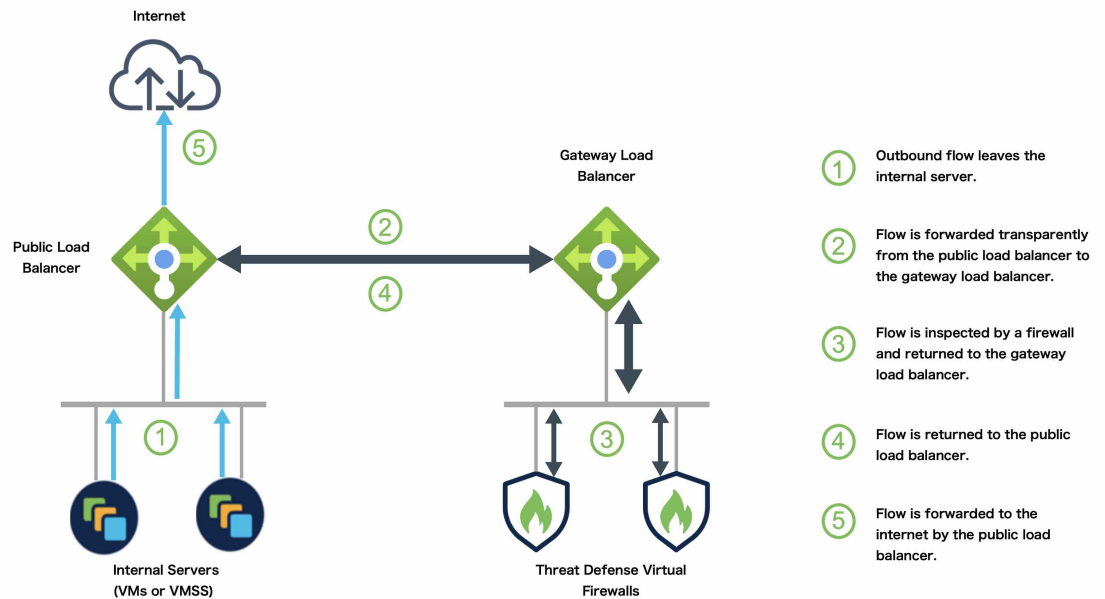 Internet
5
Gateway Load
Balancer
Public Load
Balancer
2
4
1
3
Internal Servers
(VMs or VMSS)
Threat Defense Virtual
Firewalls
1
Outbound flow leaves the
internal server.
2
Flow is forwarded transparently
from the public load balancer to
the gateway load balancer.
3
Flow is inspected by a firewall
and returned to the gateway
load balancer.
4
Flow is returned to the public
load balancer.
5
Flow is forwarded to the
internet by the public load
balancer.